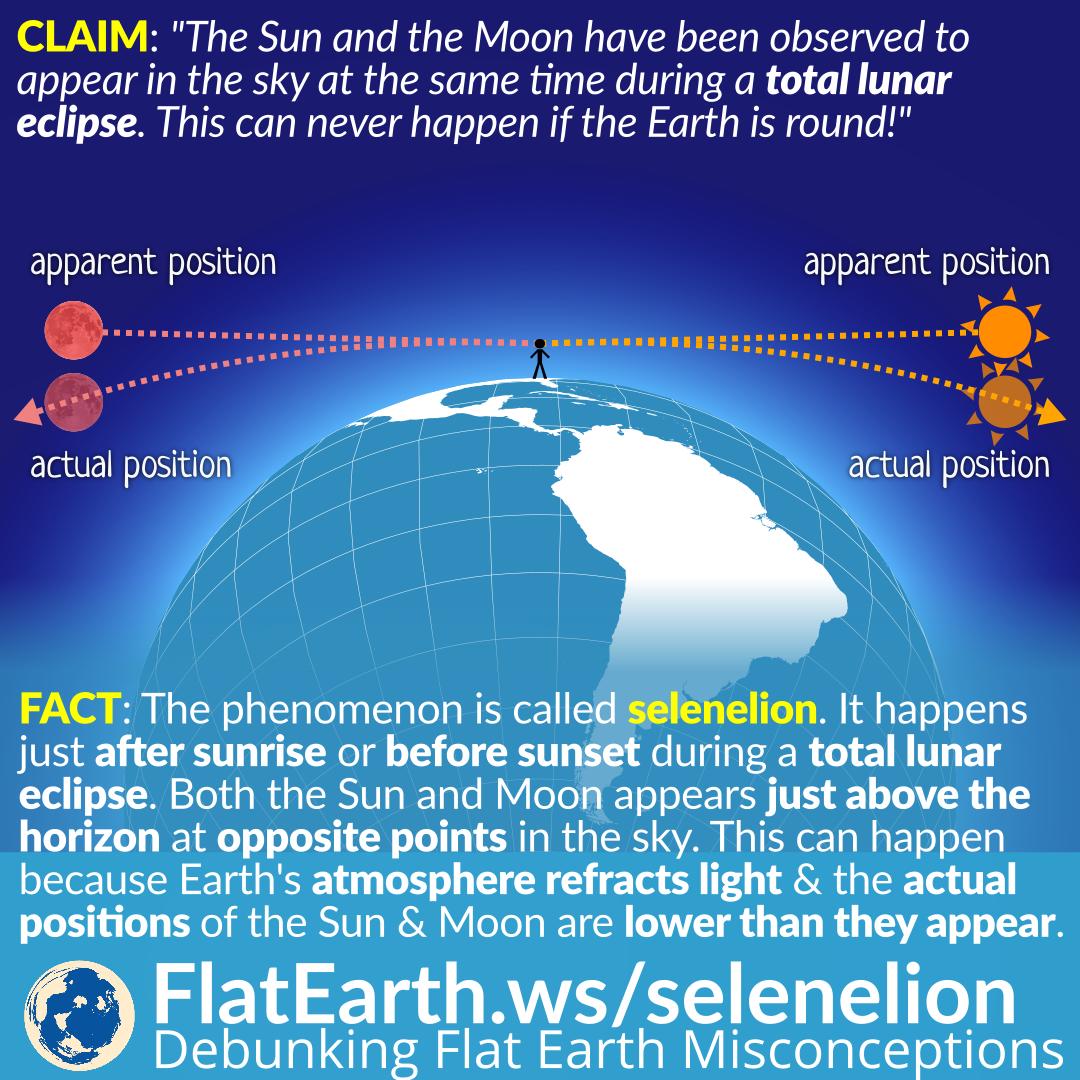 CLAIM: "The Sun and the Moon have been observed to
appear in the sky at the same time during a total lunar
eclipse. This can never happen if the Earth is round!"
apparent position
apparent position
actual position
actual position
FACT: The phenomenon is called selenelion. It happens
just after sunrise or before sunset during a total lunar
eclipse. Both the Sun and Moon appears just above the
horizon at opposite points in the sky. This can happen
because Earth's atmosphere refracts light & the actual
positions of the Sun & Moon are lower than they appear.
FlatEarth.ws/selenelion
Debunking Flat Earth Misconceptions